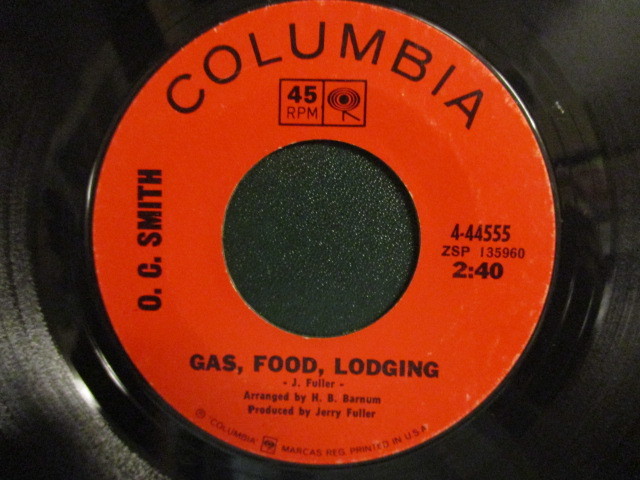 COLUMBIA
45
RPM
O. C. SMITH
4-44555
ZSP 135960
2:40
GAS, FOOD, LODGING
- J. Fuller -
Arranged by H. B. Barnum
Produced by Jerry Fuller
Ⓟ "COLUMBIA" MARCAS REG. PRINTED IN U.S.A.